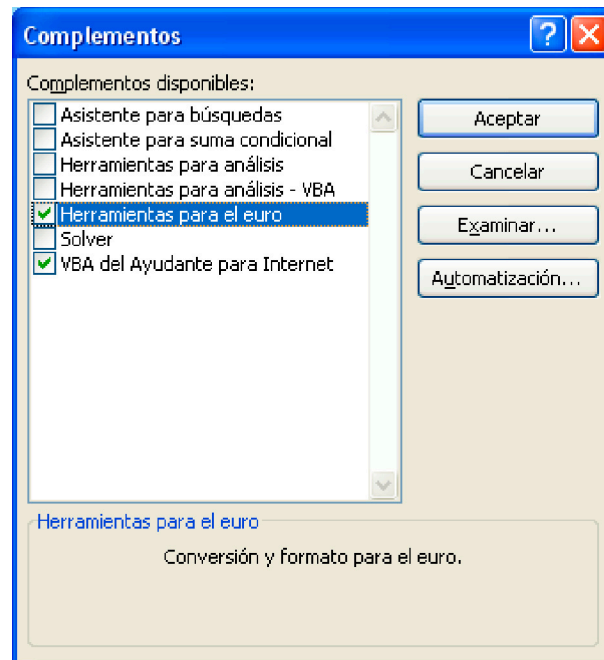 Complementos
Complementos disponibles:
Asistente para búsquedas
Asistente para suma condicional
Herramientas para análisis
Herramientas para análisis - VBA
Herramientas para el euro
Solver
VBA del Ayudante para Internet
Aceptar
Cancelar
Examinar...
Automatización...
Herramientas para el euro
Conversión y formato para el euro.